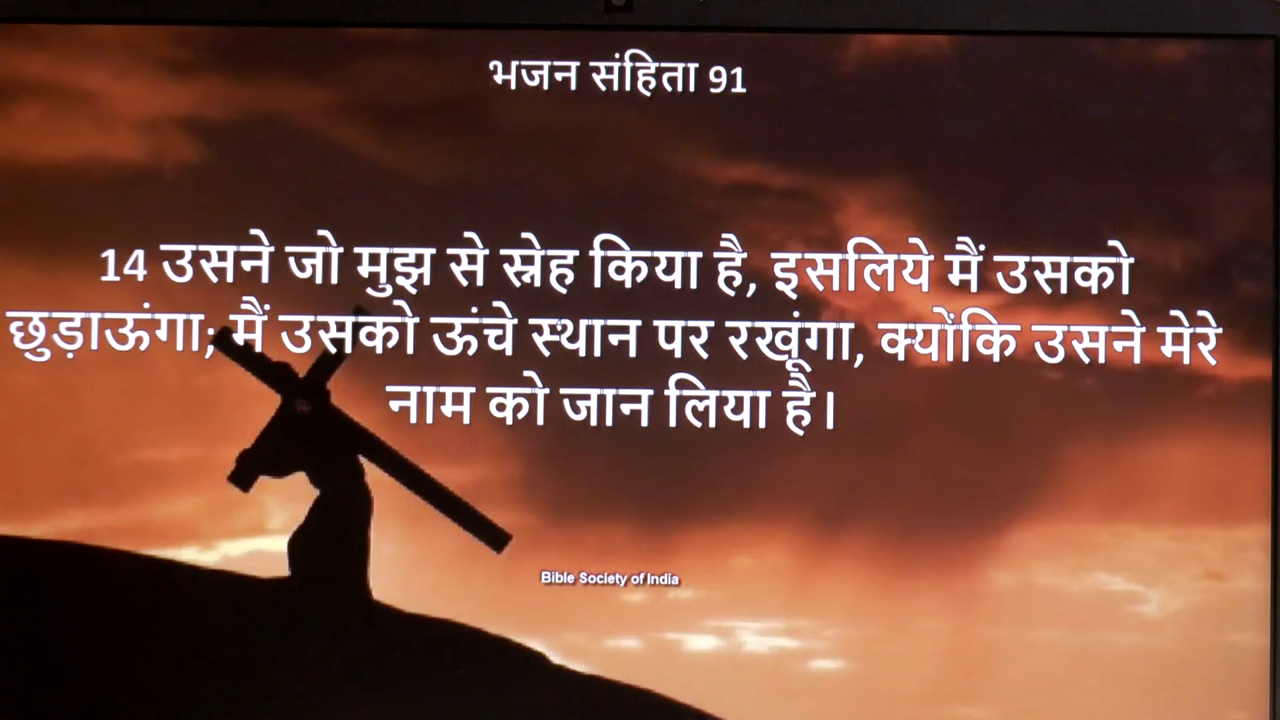 भजन संहिता 91
14 उसने जो मुझ से स्नेह किया है, इसलिये मैं उसको
छुड़ाऊंगा; मैं उसको ऊंचे स्थान पर रखूंगा, क्योंकि उसने मेरे
नाम को जान लिया है।
Bible Society of India